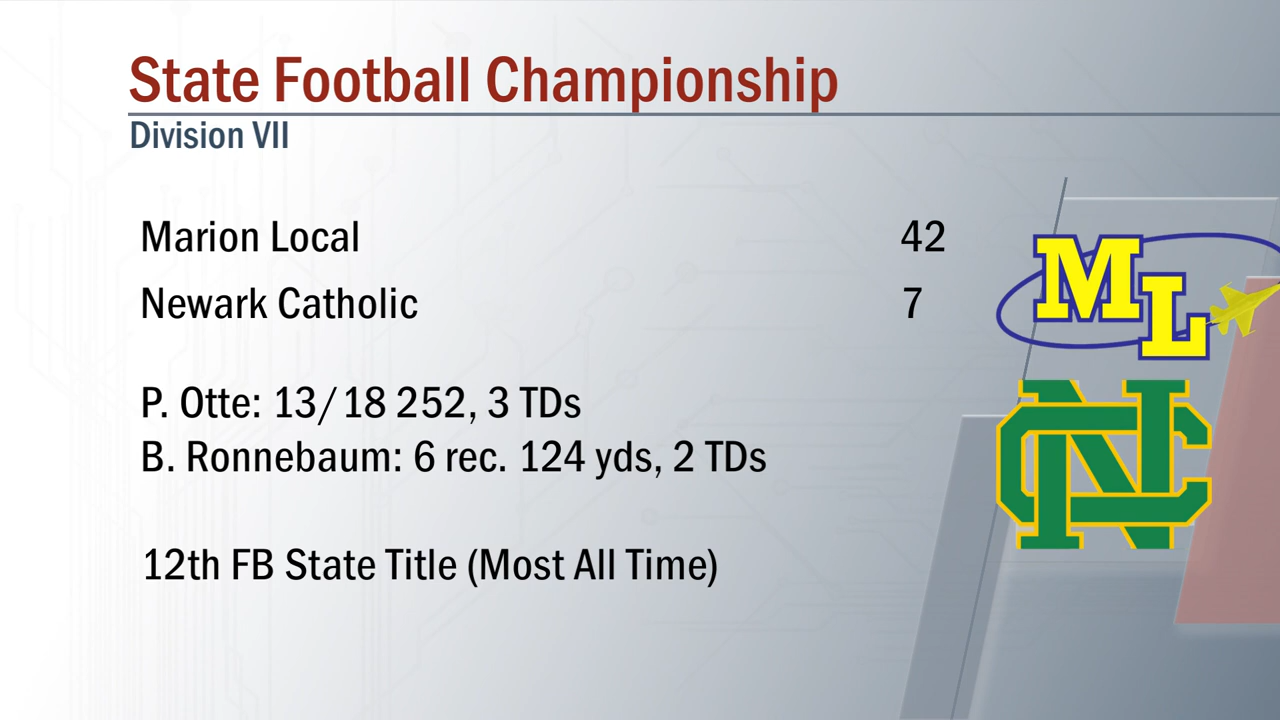 State Football Championship
Division VII
Marion Local 42
Newark Catholic 7
P. Otte: 13/18 252, 3 TDs
B. Ronnebaum: 6 rec. 124 yds, 2 TDs
12th FB State Title (Most All Time)
ML
NC